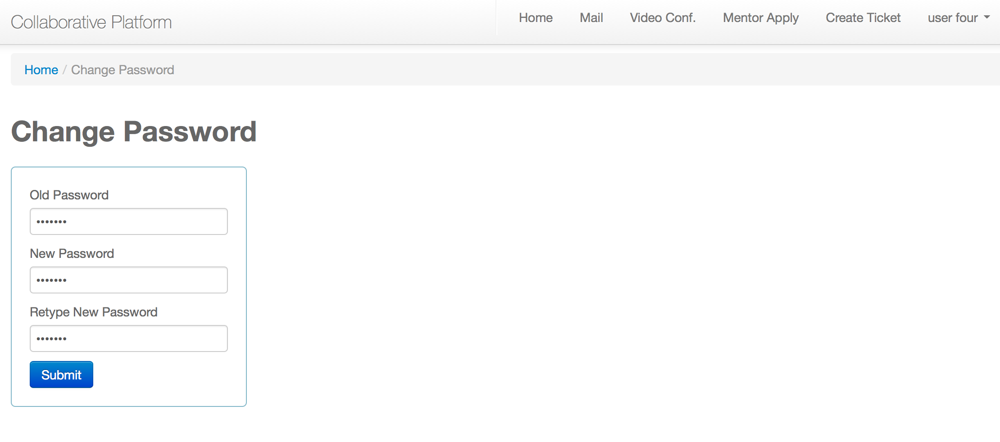 Collaborative Platform
Home Mail Video Conf. Mentor Apply Create Ticket user four
Home / Change Password
Change Password
Old Password
•••••••
New Password
•••••••
Retype New Password
•••••••
Submit